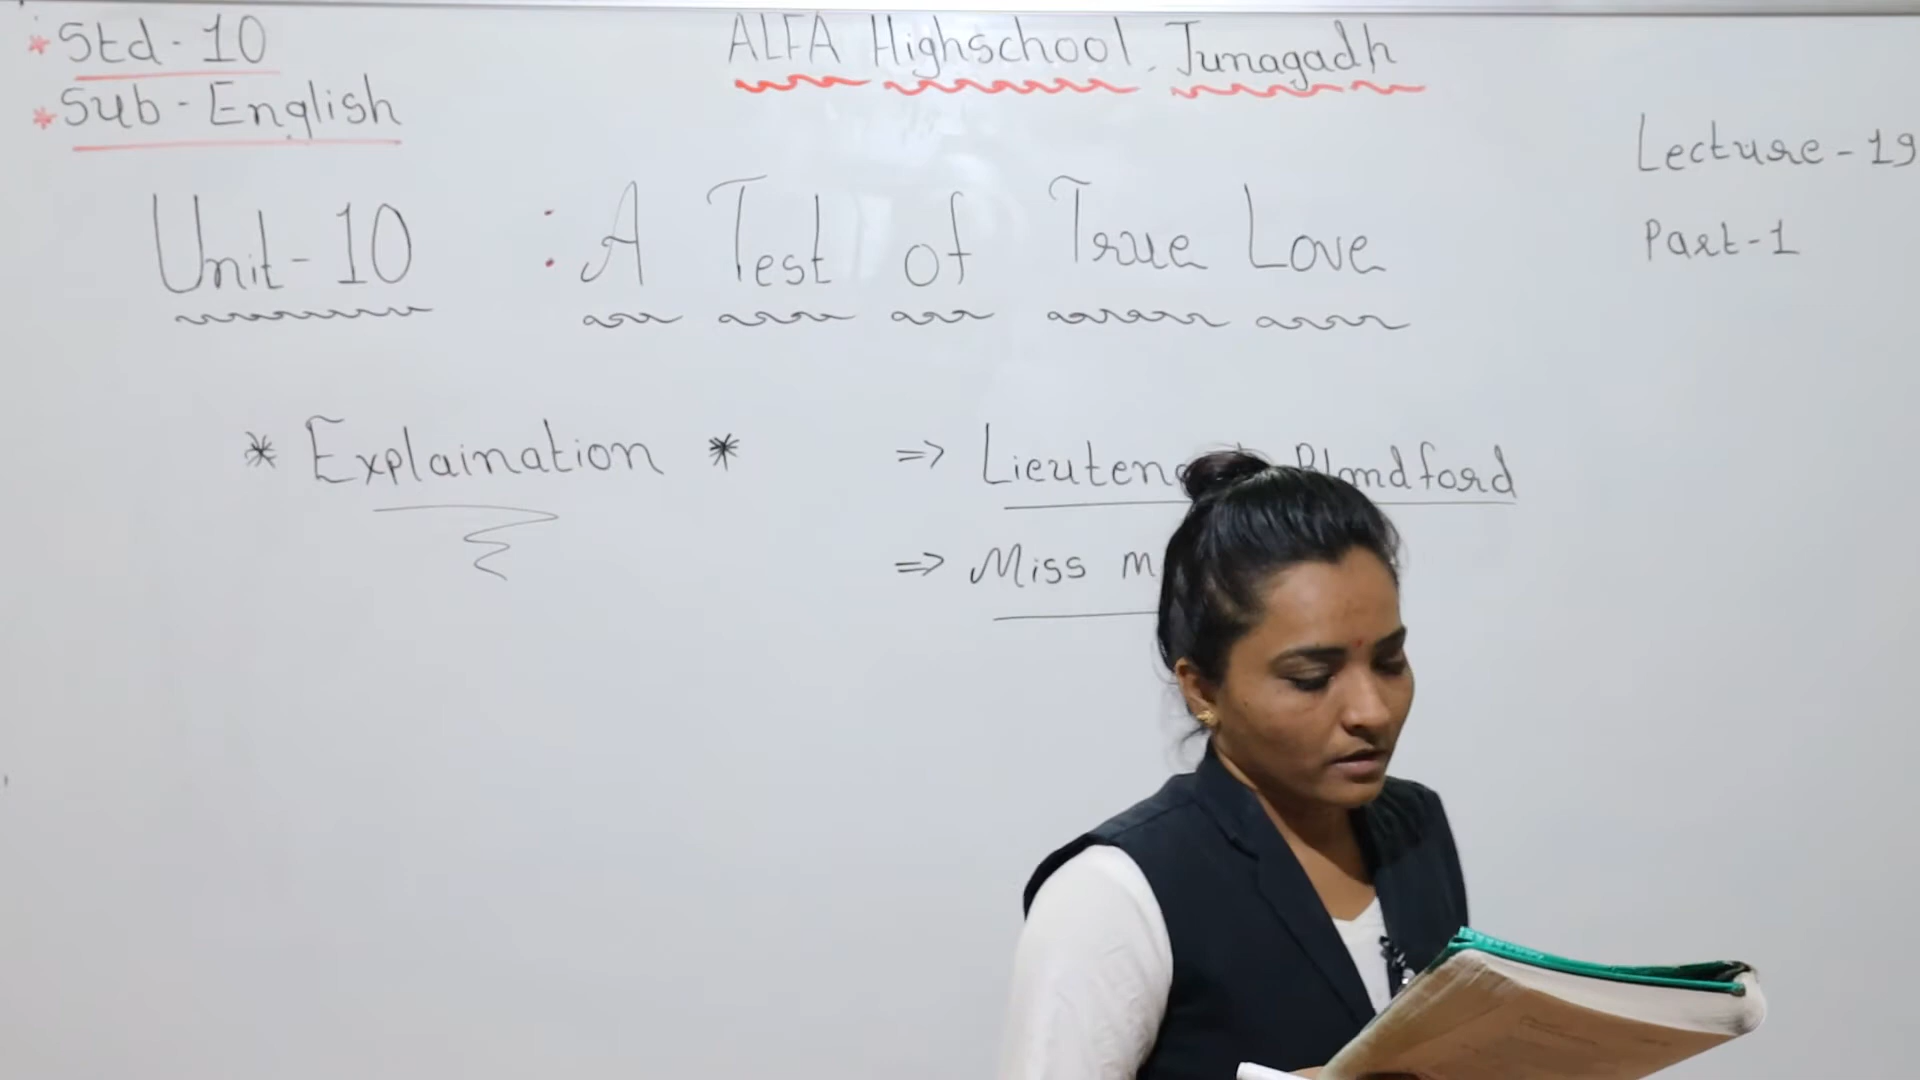 * Std - 10
ALFA Highschool. Junagadh
* Sub - English
Lecture - 19
Part - 1
Unit - 10 : A Test of True Love
* Explaination *
=> Lieuten
=> Miss